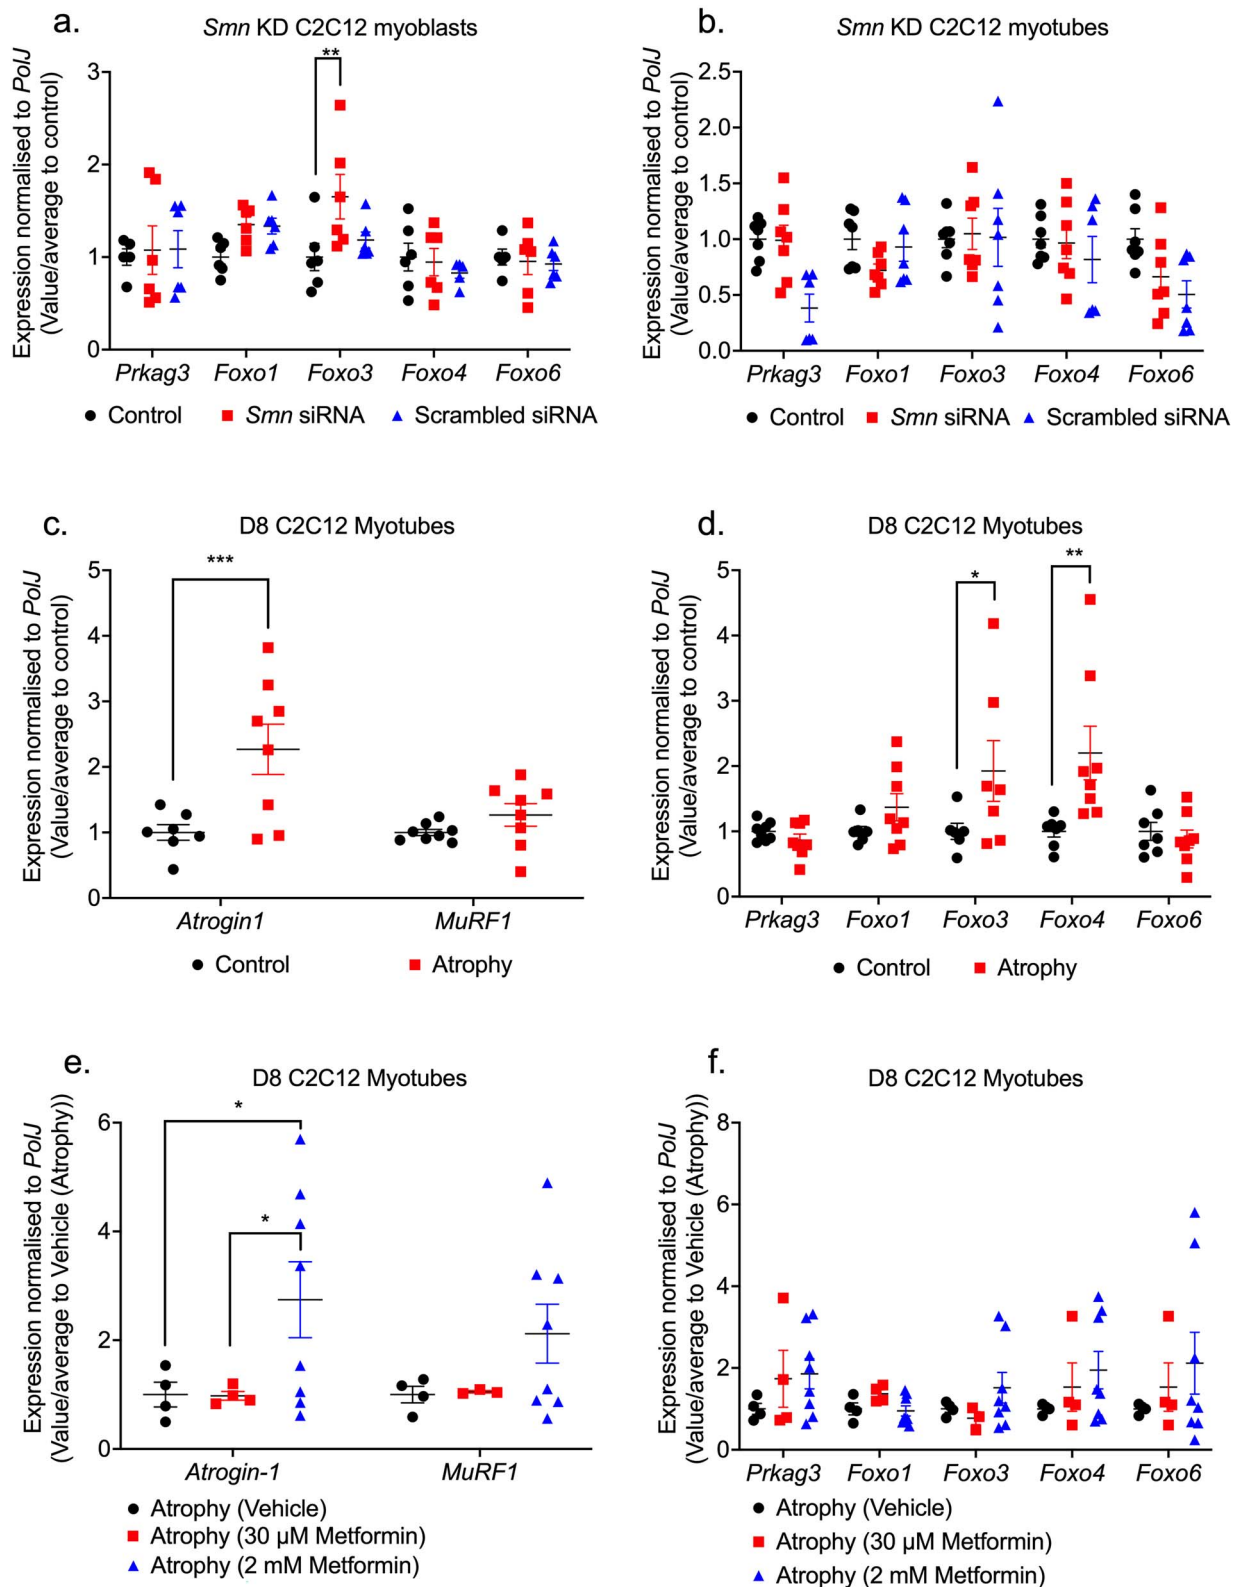 a.
Smn KD C2C12 myoblasts
Expression normalised to PolJ
(Value/average to control)
3
2
1
0
**
Prkag3 Foxo1 Foxo3 Foxo4 Foxo6
Control Smn siRNA Scrambled siRNA
b.
Smn KD C2C12 myotubes
Expression normalised to PolJ
(Value/average to control)
2.5
2.0
1.5
1.0
0.5
0.0
Prkag3 Foxo1 Foxo3 Foxo4 Foxo6
Control Smn siRNA Scrambled siRNA
c.
D8 C2C12 Myotubes
Expression normalised to PolJ
(Value/average to control)
5
4
3
2
1
0
***
Atrogin1 MuRF1
Control Atrophy
d.
D8 C2C12 Myotubes
Expression normalised to PolJ
(Value/average to control)
5
4
3
2
1
0
*
**
Prkag3 Foxo1 Foxo3 Foxo4 Foxo6
Control Atrophy
e.
D8 C2C12 Myotubes
Expression normalised to PolJ
(Value/average to Vehicle (Atrophy))
6
4
2
0
*
*
Atrogin-1 MuRF1
Atrophy (Vehicle)
Atrophy (30 µM Metformin)
Atrophy (2 mM Metformin)
f.
D8 C2C12 Myotubes
Expression normalised to PolJ
(Value/average to Vehicle (Atrophy))
8
6
4
2
0
Prkag3 Foxo1 Foxo3 Foxo4 Foxo6
Atrophy (Vehicle)
Atrophy (30 µM Metformin)
Atrophy (2 mM Metformin)